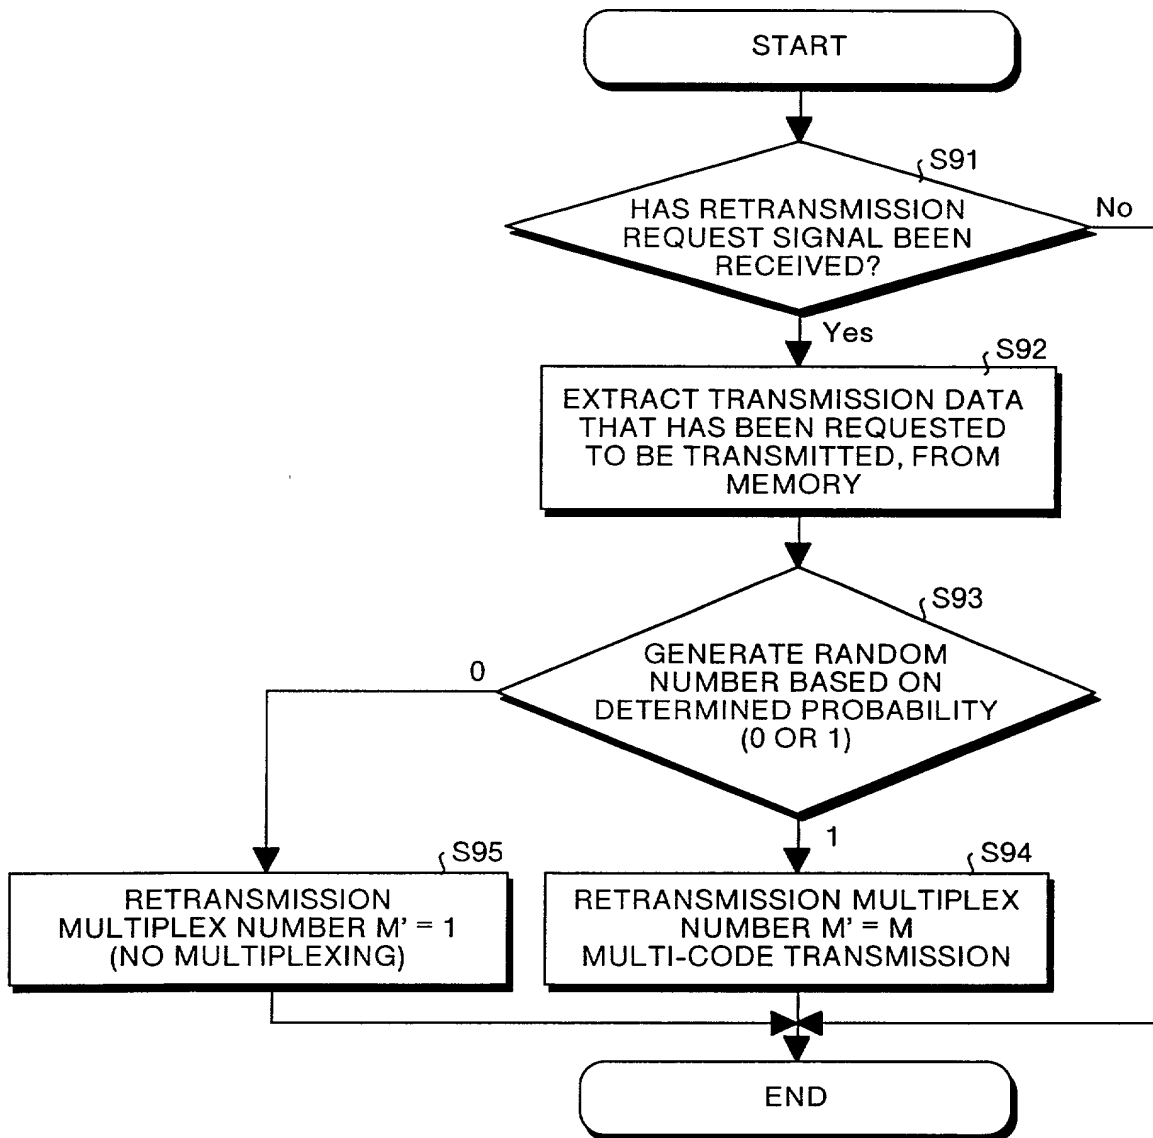 START
S91
HAS RETRANSMISSION
REQUEST SIGNAL BEEN
RECEIVED?
No
Yes
S92
EXTRACT TRANSMISSION DATA
THAT HAS BEEN REQUESTED
TO BE TRANSMITTED, FROM
MEMORY
S93
GENERATE RANDOM
NUMBER BASED ON
DETERMINED PROBABILITY
(0 OR 1)
0
1
S95
RETRANSMISSION
MULTIPLEX NUMBER M' = 1
(NO MULTIPLEXING)
S94
RETRANSMISSION MULTIPLEX
NUMBER M' = M
MULTI-CODE TRANSMISSION
END